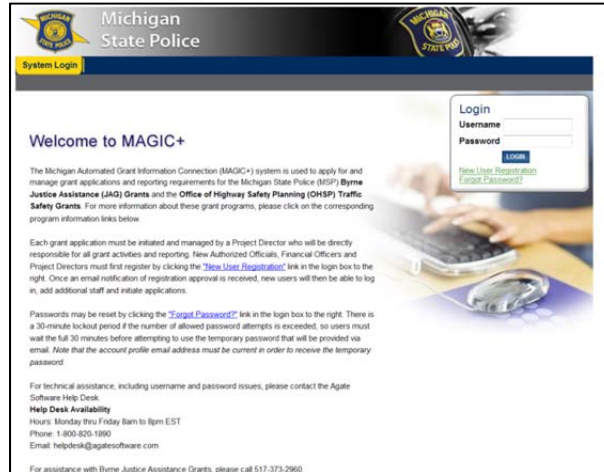 Michigan
State Police
MICHIGAN
STATE POLICE
System Login
Login
Username
Password
LOGIN
New User Registration
Forgot Password?
Welcome to MAGIC+
The Michigan Automated Grant Information Connection (MAGIC+) system is used to apply for and
manage grant applications and reporting requirements for the Michigan State Police (MSP) Byrne
Justice Assistance (JAG) Grants and the Office of Highway Safety Planning (OHSP) Traffic
Safety Grants. For more information about these grant programs, please click on the corresponding
program information links below.
Each grant application must be initiated and managed by a Project Director who will be directly
responsible for all grant activities and reporting. New Authorized Officials, Financial Officers and
Project Directors must first register by clicking the "New User Registration" link in the login box to the
right. Once an email notification of registration approval is received, new users will then be able to log
in, add additional staff and initiate applications.
Passwords may be reset by clicking the "Forgot Password?" link in the login box to the right. There is
a 30-minute lockout period if the number of allowed password attempts is exceeded, so users must
wait the full 30 minutes before attempting to use the temporary password that will be provided via
email. Note that the account profile email address must be current in order to receive the temporary
password.
For technical assistance, including username and password issues, please contact the Agate
Software Help Desk.
Help Desk Availability
Hours: Monday thru Friday 8am to 8pm EST
Phone: 1-800-820-1890
Email: helpdesk@agatesoftware.com
For assistance with Byrne Justice Assistance Grants, please call 517-373-2960.